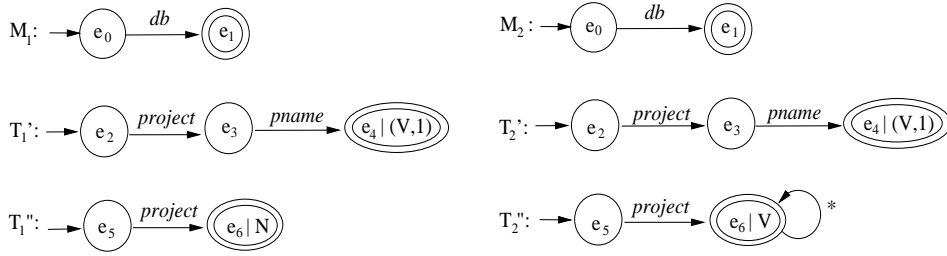 M1: e0 db e1
M2: e0 db e1
T1': e2 project e3 pname e4 | (V,1)
T2': e2 project e3 pname e4 | (V,1)
T1": e5 project e6 | N
T2": e5 project e6 | V *